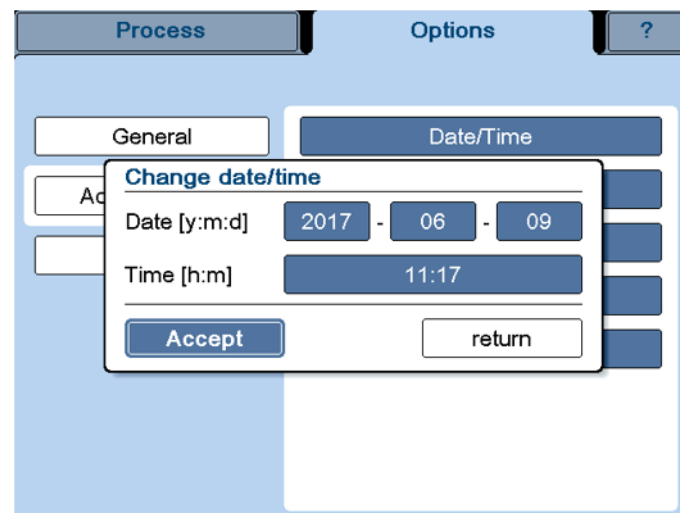 Process Options ?
General Date/Time
Change date/time
Date [y:m:d] 2017 - 06 - 09
Time [h:m] 11:17
Accept return